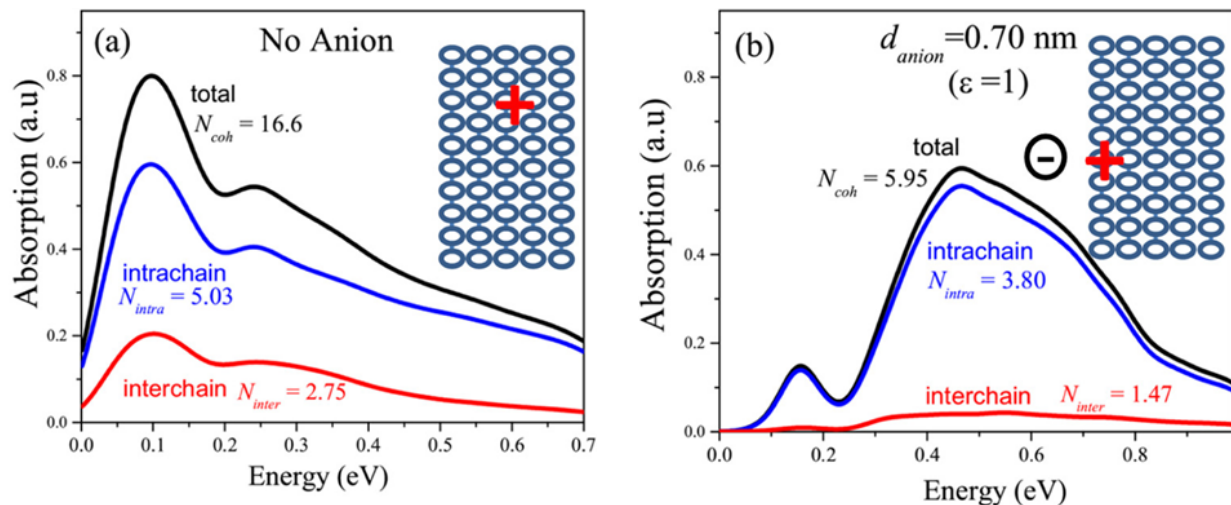 (a)
No Anion
total
N_coh = 16.6
intrachain
N_intra = 5.03
interchain N_inter = 2.75
Absorption (a.u)
0.8
0.6
0.4
0.2
0.0
0.0 0.1 0.2 0.3 0.4 0.5 0.6 0.7
Energy (eV)
(b)
d_anion=0.70 nm
(ε =1)
-
total
N_coh = 5.95
intrachain
N_intra = 3.80
interchain N_inter = 1.47
Absorption (a.u)
0.8
0.6
0.4
0.2
0.0
0.0 0.2 0.4 0.6 0.8
Energy (eV)